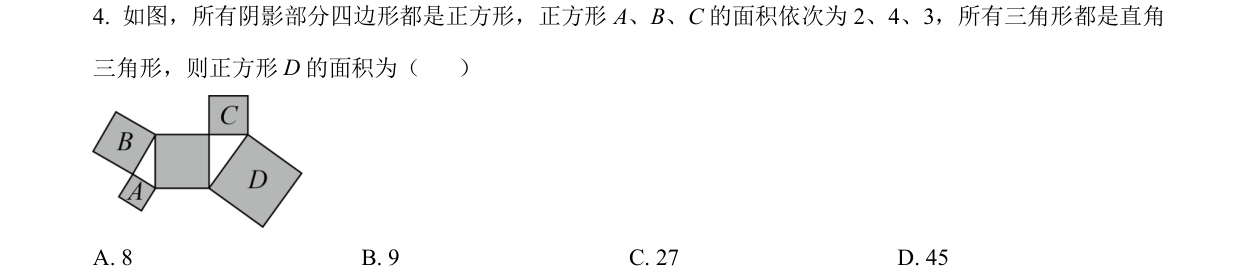 4. 如图，所有阴影部分四边形都是正方形，正方形 A、B、C 的面积依次为 2、4、3，所有三角形都是直角
三角形，则正方形 D 的面积为（　　）
C
B
A
D
A. 8 B. 9 C. 27 D. 45